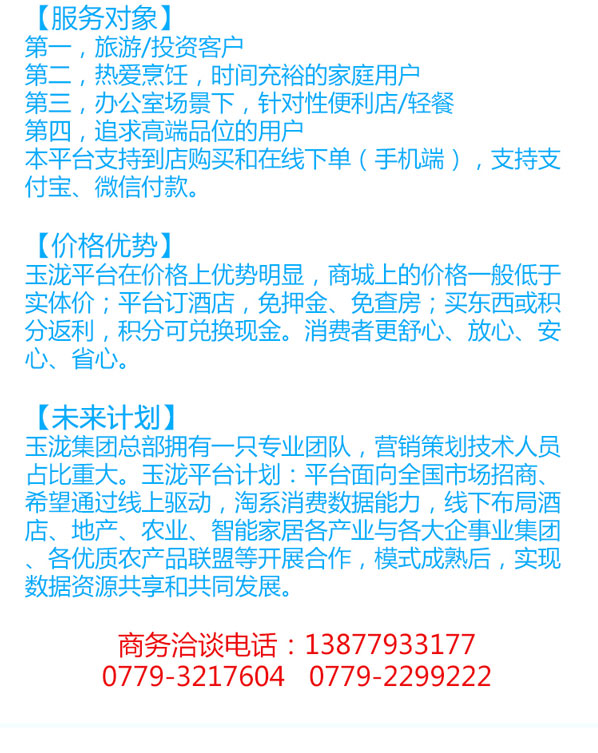 【服务对象】
第一，旅游/投资客户
第二，热爱烹饪，时间充裕的家庭用户
第三，办公室场景下，针对性便利店/轻餐
第四，追求高端品位的用户
本平台支持到店购买和在线下单（手机端），支持支
付宝、微信付款。
【价格优势】
玉泷平台在价格上优势明显，商城上的价格一般低于
实体价；平台订酒店，免押金、免查房；买东西或积
分返利，积分可兑换现金。消费者更舒心、放心、安
心、省心。
【未来计划】
玉泷集团总部拥有一只专业团队，营销策划技术人员
占比重大。玉泷平台计划：平台面向全国市场招商、
希望通过线上驱动，淘系消费数据能力，线下布局酒
店、地产、农业、智能家居各产业与各大企事业集团
、各优质农产品联盟等开展合作，模式成熟后，实现
数据资源共享和共同发展。
商务洽谈电话：13877933177
0779-3217604 0779-2299222